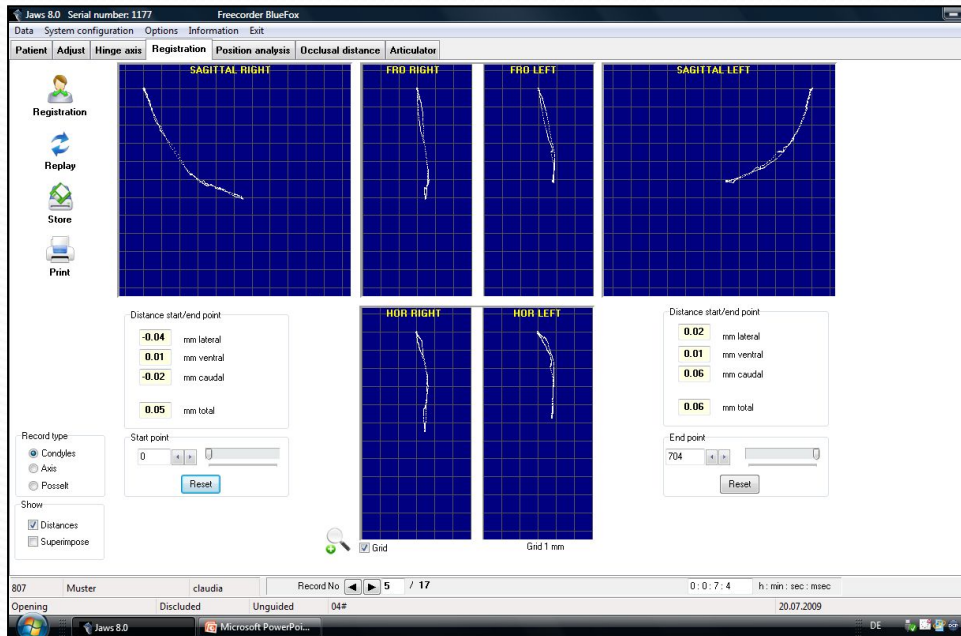 Jaws 8.0 Serial number: 1177 Freecorder BlueFox
Data System configuration Options Information Exit
Patient Adjust Hinge axis Registration Position analysis Occlusal distance Articulator
SAGITTAL RIGHT FRO RIGHT FRO LEFT SAGITTAL LEFT
Registration
Replay
Store
Print
HOR RIGHT HOR LEFT
Distance start/end point
-0.04 mm lateral
0.01 mm ventral
-0.02 mm caudal
0.05 mm total
Distance start/end point
0.02 mm lateral
0.01 mm ventral
0.06 mm caudal
0.06 mm total
Record type
Condyles
Axis
Posselt
Start point
0
Reset
End point
704
Reset
Show
Distances
Superimpose
Grid Grid 1 mm
807 Muster claudia Record No 5 / 17 0 : 0 : 7 : 4 h : min : sec : msec
Opening Discluded Unguided 04# 20.07.2009
Jaws 8.0 Microsoft PowerPoi... DE